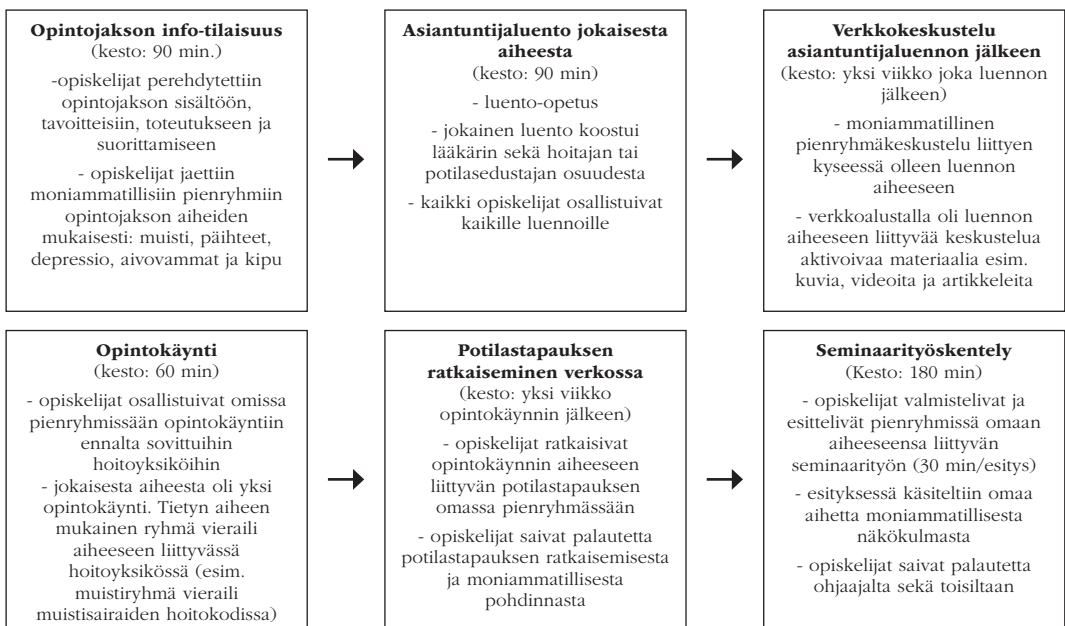 Opintojakson info-tilaisuus
(kesto: 90 min.)
-opiskelijat perehdytettiin
opintojakson sisältöön,
tavoitteisiin, toteutukseen ja
suorittamiseen
- opiskelijat jaettiin
moniammatillisiin pienryhmiin
opintojakson aiheiden
mukaisesti: muisti, päihteet,
depressio, aivovammat ja kipu
Asiantuntijaluento jokaisesta
aiheesta
(kesto: 90 min)
- luento-opetus
- jokainen luento koostui
lääkärin sekä hoitajan tai
potilasedustajan osuudesta
- kaikki opiskelijat osallistuivat
kaikille luennoille
Verkkokeskustelu
asiantuntijaluennon jälkeen
(kesto: yksi viikko joka luennon
jälkeen)
- moniammatillinen
pienryhmäkeskustelu liittyen
kyseessä olleen luennon
aiheeseen
- verkkoalustalla oli luennon
aiheeseen liittyvää keskustelua
aktivoivaa materiaalia esim.
kuvia, videoita ja artikkeleita
Opintokäynti
(kesto: 60 min)
- opiskelijat osallistuivat omissa
pienryhmissään opintokäyntiin
ennalta sovittuihin
hoitoyksiköihin
- jokaisesta aiheesta oli yksi
opintokäynti. Tietyn aiheen
mukainen ryhmä vieraili
aiheeseen liittyvässä
hoitoyksikössä (esim.
muistiryhmä vieraili
muistisairaiden hoitokodissa)
Potilastapauksen
ratkaiseminen verkossa
(kesto: yksi viikko
opintokäynnin jälkeen)
- opiskelijat ratkaisivat
opintokäynnin aiheeseen
liittyvän potilastapauksen
omassa pienryhmässään
- opiskelijat saivat palautetta
potilastapauksen ratkaisemisesta
ja moniammatillisesta
pohdinnasta
Seminaarityöskentely
(Kesto: 180 min)
- opiskelijat valmistelivat ja
esittelivät pienryhmissä omaan
aiheeseensa liittyvän
seminaarityön (30 min/esitys)
- esityksessä käsiteltiin omaa
aihetta moniammatillisesta
näkökulmasta
- opiskelijat saivat palautetta
ohjaajalta sekä toisiltaan